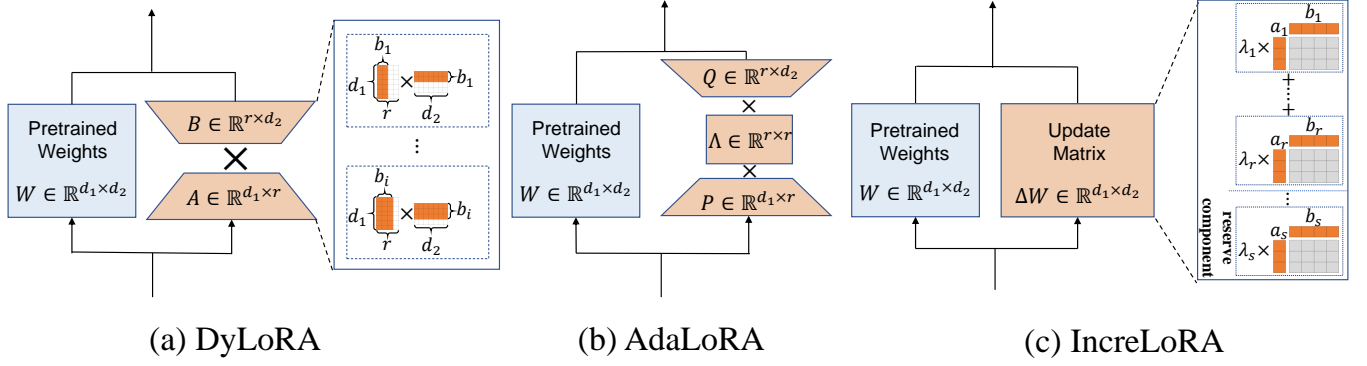 Pretrained
Weights
W ∈ ℝ^{d₁×d₂}
B ∈ ℝ^{r×d₂}
×
A ∈ ℝ^{d₁×r}
b₁
d₁
×
b₁
r
d₂
⋮
bᵢ
d₁
×
bᵢ
r
d₂
(a) DyLoRA
Pretrained
Weights
W ∈ ℝ^{d₁×d₂}
Q ∈ ℝ^{r×d₂}
×
Λ ∈ ℝ^{r×r}
×
P ∈ ℝ^{d₁×r}
(b) AdaLoRA
Pretrained
Weights
W ∈ ℝ^{d₁×d₂}
Update
Matrix
ΔW ∈ ℝ^{d₁×d₂}
b₁
a₁
λ₁×
+
⋮
+
bᵣ
aᵣ
λᵣ×
⋮
bₛ
aₛ
λₛ×
reserve
component
(c) IncreLoRA